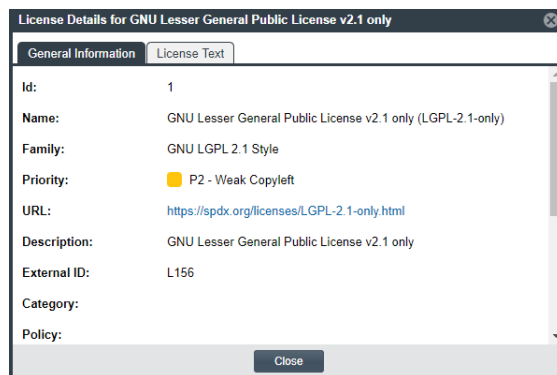 License Details for GNU Lesser General Public License v2.1 only
General Information License Text
Id: 1
Name: GNU Lesser General Public License v2.1 only (LGPL-2.1-only)
Family: GNU LGPL 2.1 Style
Priority: P2 - Weak Copyleft
URL: https://spdx.org/licenses/LGPL-2.1-only.html
Description: GNU Lesser General Public License v2.1 only
External ID: L156
Category:
Policy:
Close